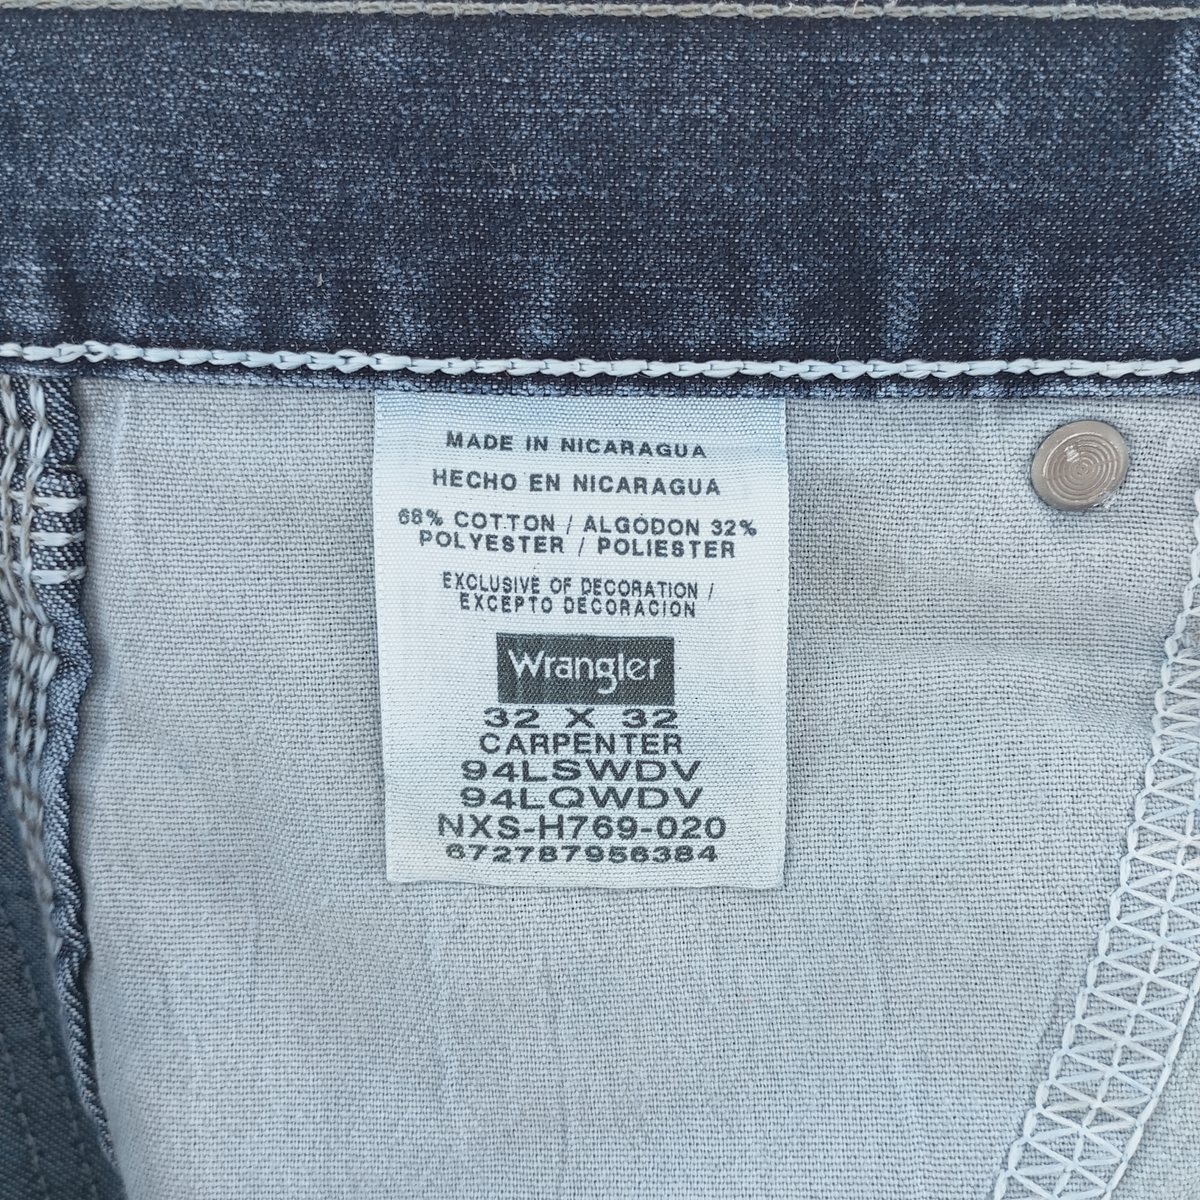 MADE IN NICARAGUA
HECHO EN NICARAGUA
68% COTTON / ALGODON 32%
POLYESTER / POLIESTER
EXCLUSIVE OF DECORATION /
EXCEPTO DECORACION
Wrangler
32 X 32
CARPENTER
94LSWDV
94LQWDV
NXS-H769-020
672787956384